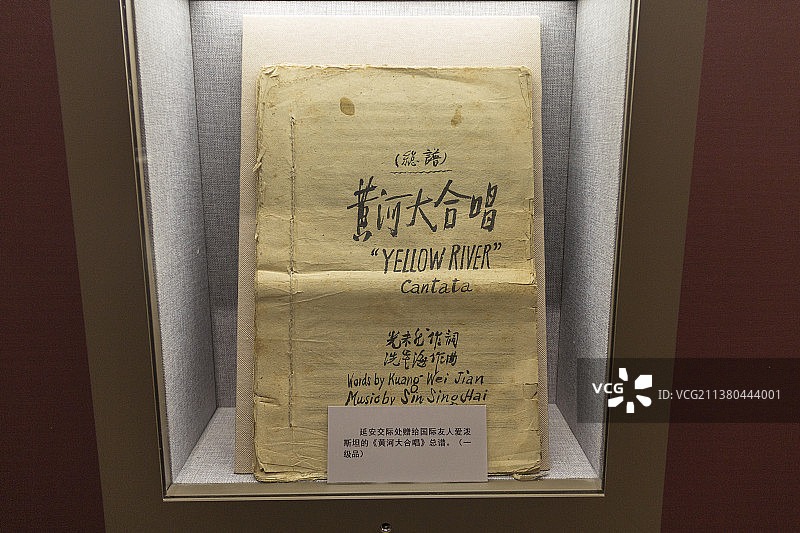 (總譜)
黄河大合唱
"YELLOW RIVER"
Cantata
光未然作詞
洗星海作曲
Words by Kuang Wei Jian
Music by Sin Sing Hai
延安交际处赠给国际友人爱泼
斯坦的《黄河大合唱》总谱。（一
级品）
VCG
VCG211380444001